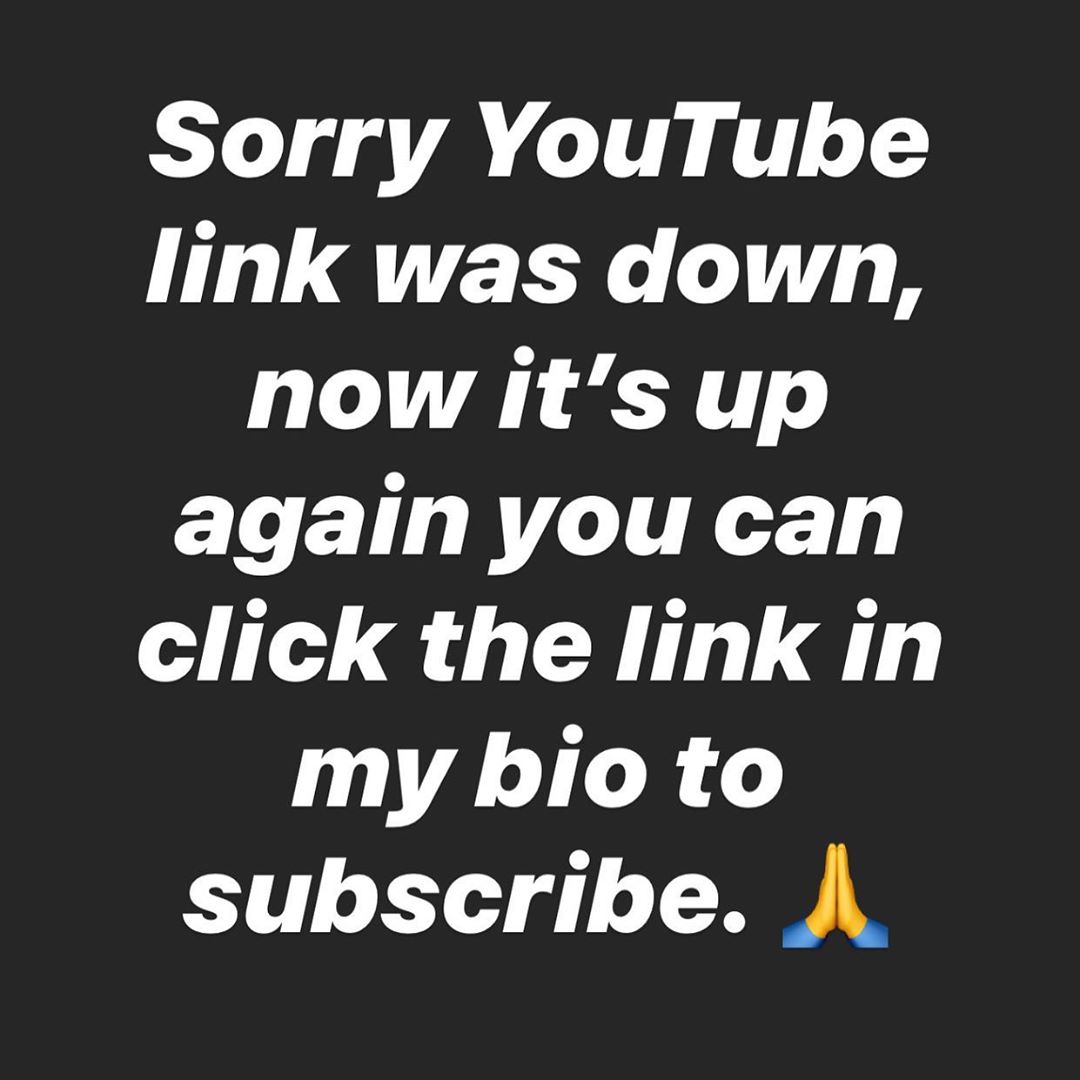 Sorry YouTube
link was down,
now it’s up
again you can
click the link in
my bio to
subscribe. 🙏